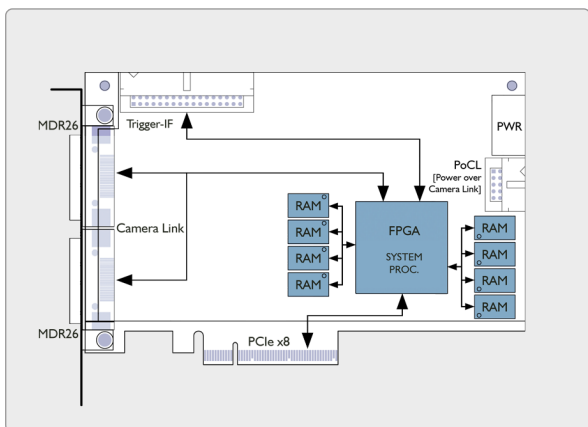 MDR26
Trigger-IF
PWR
PoCL
[Power over
Camera Link]
Camera Link
RAM
RAM
RAM
RAM
FPGA
SYSTEM
PROC.
RAM
RAM
RAM
RAM
MDR26
PCIe x8